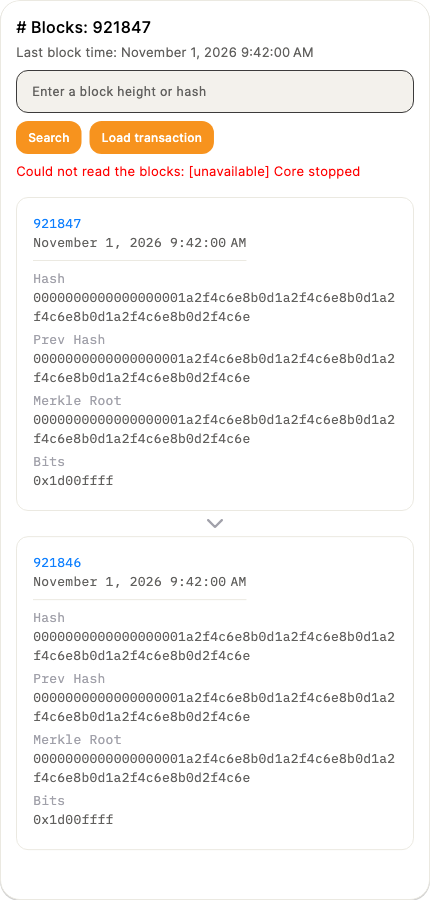 # Blocks: 921847
Last block time: November 1, 2026 9:42:00 AM
Enter a block height or hash
Search
Load transaction
Could not read the blocks: [unavailable] Core stopped
921847
November 1, 2026 9:42:00 AM
Hash
0000000000000000001a2f4c6e8b0d1a2f4c6e8b0d1a2
f4c6e8b0d1a2f4c6e8b0d2f4c6e
Prev Hash
0000000000000000001a2f4c6e8b0d1a2f4c6e8b0d1a2
f4c6e8b0d1a2f4c6e8b0d2f4c6e
Merkle Root
0000000000000000001a2f4c6e8b0d1a2f4c6e8b0d1a2
f4c6e8b0d1a2f4c6e8b0d2f4c6e
Bits
0x1d00ffff
921846
November 1, 2026 9:42:00 AM
Hash
0000000000000000001a2f4c6e8b0d1a2f4c6e8b0d1a2
f4c6e8b0d1a2f4c6e8b0d2f4c6e
Prev Hash
0000000000000000001a2f4c6e8b0d1a2f4c6e8b0d1a2
f4c6e8b0d1a2f4c6e8b0d2f4c6e
Merkle Root
0000000000000000001a2f4c6e8b0d1a2f4c6e8b0d1a2
f4c6e8b0d1a2f4c6e8b0d2f4c6e
Bits
0x1d00ffff